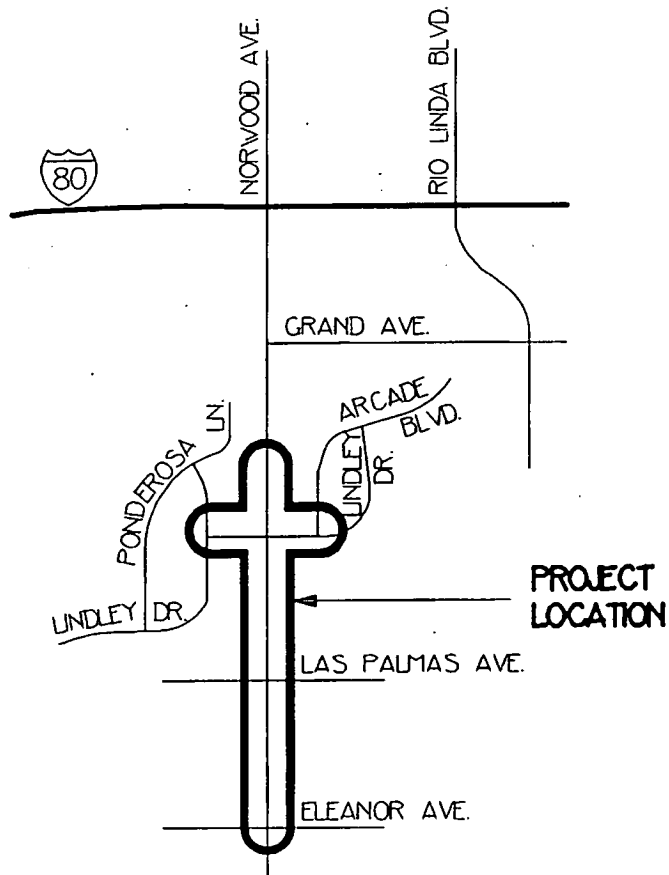 NORWOOD AVE.
RIO LINDA BLVD.
80
GRAND AVE.
ARCADE
BLVD.
LINDLEY
DR.
PONDEROSA
LN.
LINDLEY DR.
PROJECT
LOCATION
LAS PALMAS AVE.
ELEANOR AVE.